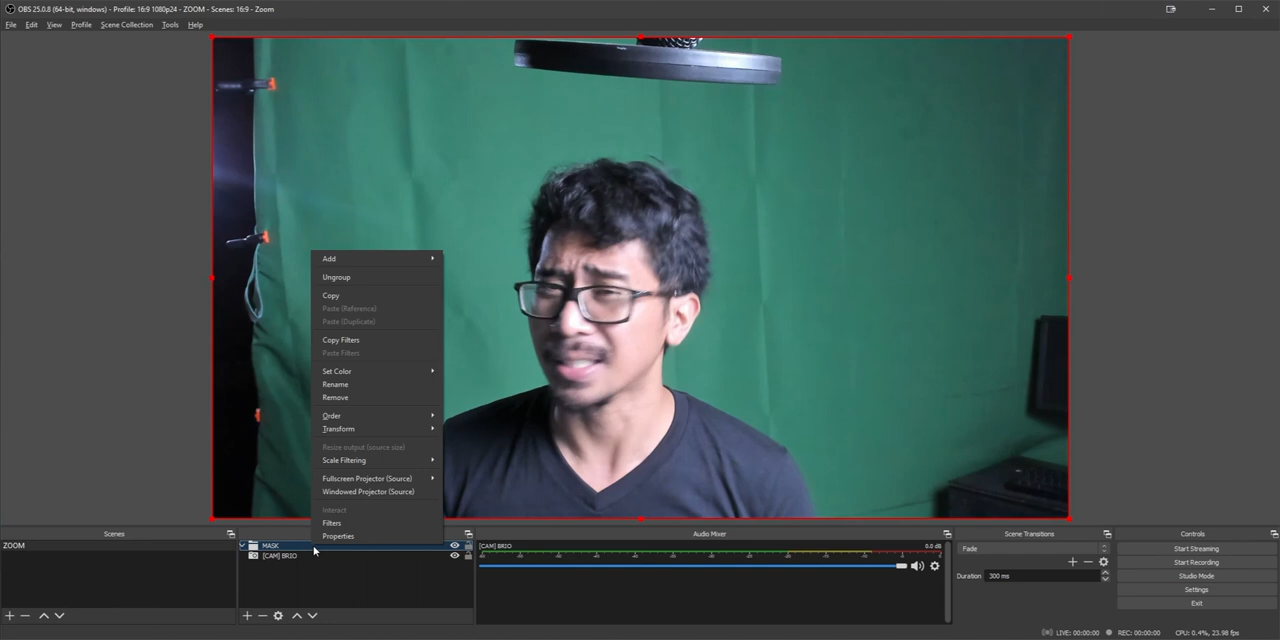 OBS 25.0.8 (64-bit, windows) - Profile: 16:9 1080p24 - ZOOM - Scenes: 16:9 - Zoom
File Edit View Profile Scene Collection Tools Help
Add
Ungroup
Copy
Paste (Reference)
Paste (Duplicate)
Copy Filters
Paste Filters
Set Color
Rename
Remove
Order
Transform
Resize output (source size)
Scale Filtering
Fullscreen Projector (Source)
Windowed Projector (Source)
Interact
Filters
Properties
Scenes
ZOOM
MASK
[CAM] BRIO
Audio Mixer
[CAM] BRIO 0.0 dB
Scene Transitions
Fade
Duration 300 ms
Controls
Start Streaming
Start Recording
Studio Mode
Settings
Exit
LIVE: 00:00:00 REC: 00:00:00 CPU: 0.4%, 23.98 fps